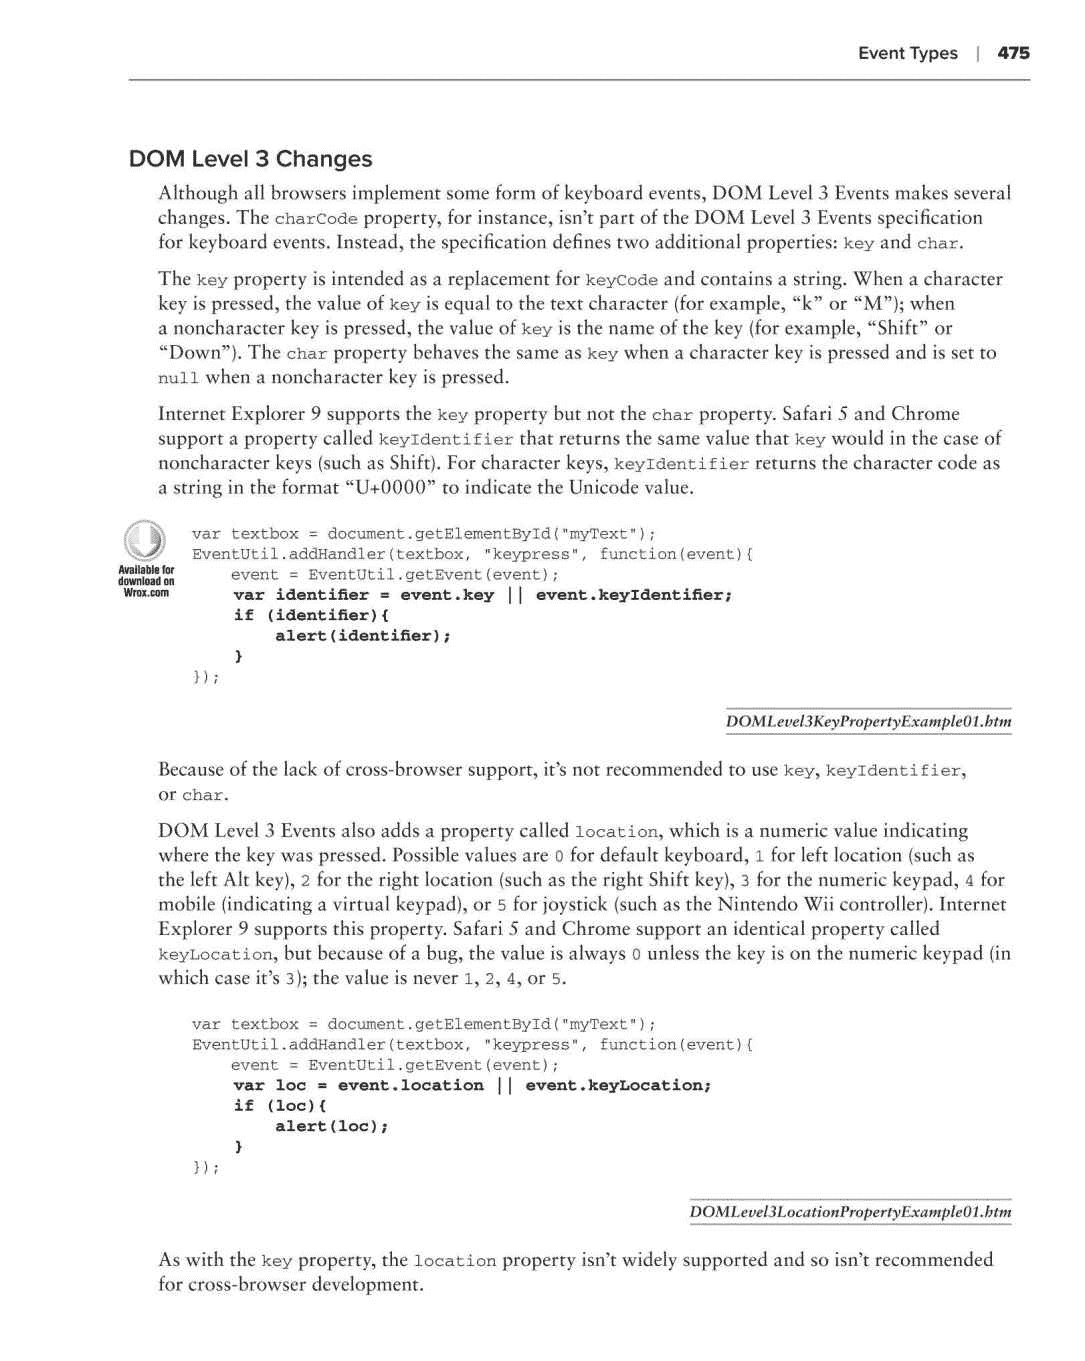 Event Types | 475
DOM Level 3 Changes
Although all browsers implement some form of keyboard events, DOM Level 3 Events makes several
changes. The charCode property, for instance, isn’t part of the DOM Level 3 Events specification
for keyboard events. Instead, the specification defines two additional properties: key and char.
The key property is intended as a replacement for keyCode and contains a string. When a character
key is pressed, the value of key is equal to the text character (for example, “k” or “M”); when
a noncharacter key is pressed, the value of key is the name of the key (for example, “Shift” or
“Down”). The char property behaves the same as key when a character key is pressed and is set to
null when a noncharacter key is pressed.
Internet Explorer 9 supports the key property but not the char property. Safari 5 and Chrome
support a property called keyIdentifier that returns the same value that key would in the case of
noncharacter keys (such as Shift). For character keys, keyIdentifier returns the character code as
a string in the format “U+0000” to indicate the Unicode value.
Available for
download on
Wrox.com
var textbox = document.getElementById("myText");
EventUtil.addHandler(textbox, "keypress", function(event){
    event = EventUtil.getEvent(event);
    var identifier = event.key || event.keyIdentifier;
    if (identifier){
        alert(identifier);
    }
});
DOMLevel3KeyPropertyExample01.htm
Because of the lack of cross-browser support, it’s not recommended to use key, keyIdentifier,
or char.
DOM Level 3 Events also adds a property called location, which is a numeric value indicating
where the key was pressed. Possible values are 0 for default keyboard, 1 for left location (such as
the left Alt key), 2 for the right location (such as the right Shift key), 3 for the numeric keypad, 4 for
mobile (indicating a virtual keypad), or 5 for joystick (such as the Nintendo Wii controller). Internet
Explorer 9 supports this property. Safari 5 and Chrome support an identical property called
keyLocation, but because of a bug, the value is always 0 unless the key is on the numeric keypad (in
which case it’s 3); the value is never 1, 2, 4, or 5.
var textbox = document.getElementById("myText");
EventUtil.addHandler(textbox, "keypress", function(event){
    event = EventUtil.getEvent(event);
    var loc = event.location || event.keyLocation;
    if (loc){
        alert(loc);
    }
});
DOMLevel3LocationPropertyExample01.htm
As with the key property, the location property isn’t widely supported and so isn’t recommended
for cross-browser development.